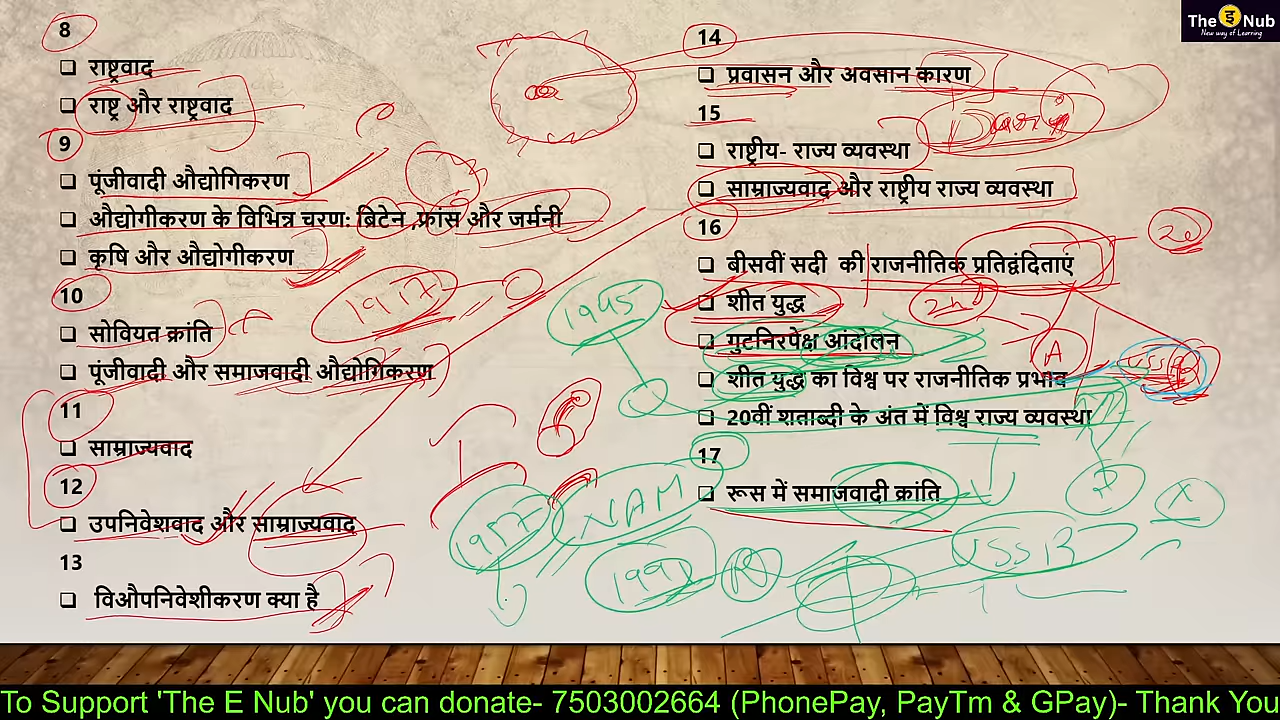 The इ Nub
New way of Learning
8
❑ राष्ट्रवाद
❑ राष्ट्र और राष्ट्रवाद
9
❑ पूंजीवादी औद्योगिकरण
❑ औद्योगीकरण के विभिन्न चरण: ब्रिटेन ,फ्रांस और जर्मनी
❑ कृषि और औद्योगीकरण
10
❑ सोवियत क्रांति
❑ पूंजीवादी और समाजवादी औद्योगिकरण
11
❑ साम्राज्यवाद
12
❑ उपनिवेशवाद और साम्राज्यवाद
13
❑ विऔपनिवेशीकरण क्या है
14
❑ प्रवासन और अवसान कारण
15
❑ राष्ट्रीय- राज्य व्यवस्था
❑ साम्राज्यवाद और राष्ट्रीय राज्य व्यवस्था
16
❑ बीसवीं सदी की राजनीतिक प्रतिद्वंदिताएं
❑ शीत युद्ध
❑ गुटनिरपेक्ष आंदोलन
❑ शीत युद्ध का विश्व पर राजनीतिक प्रभाव
❑ 20वीं शताब्दी के अंत में विश्व राज्य व्यवस्था
17
❑ रूस में समाजवादी क्रांति
1917
1945
20
2nd
A
NAM
R
X
To Support 'The E Nub' you can donate- 7503002664 (PhonePay, PayTm & GPay)- Thank You